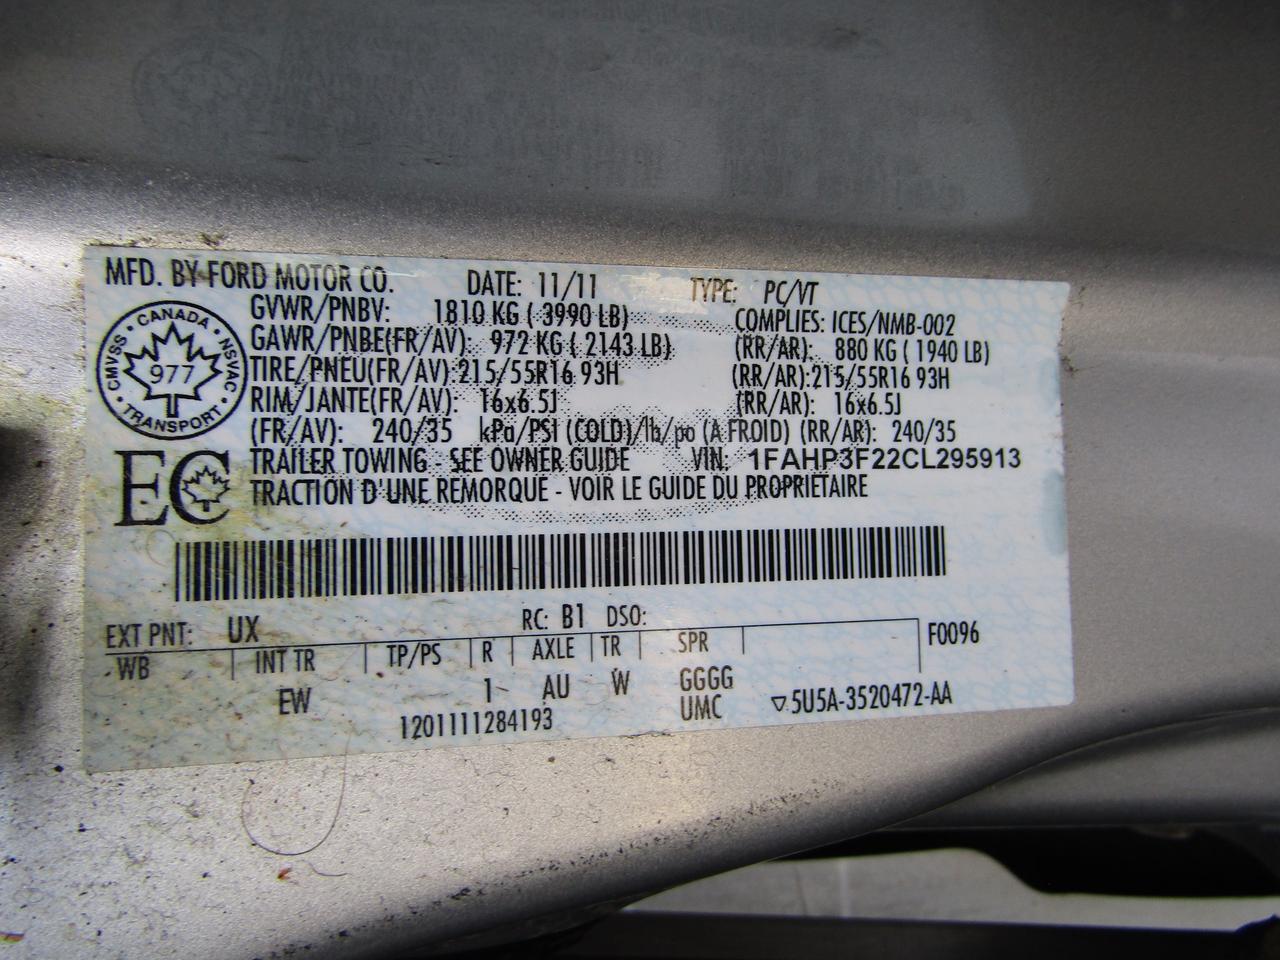 MFD. BY FORD MOTOR CO. DATE: 11/11 TYPE: PC/VT
GVWR/PNBV: 1810 KG ( 3990 LB) COMPLIES: ICES/NMB-002
GAWR/PNBE(FR/AV): 972 KG ( 2143 LB) (RR/AR): 880 KG ( 1940 LB)
TIRE/PNEU(FR/AV):215/55R16 93H (RR/AR):215/55R16 93H
RIM/JANTE(FR/AV): 16x6.5J (RR/AR): 16x6.5J
(FR/AV): 240/35 kPa/PSI (COLD)/lb/po (A FROID) (RR/AR): 240/35
CANADA
CMVSS 977 NSVAC
TRANSPORT
EC
TRAILER TOWING - SEE OWNER GUIDE VIN: 1FAHP3F22CL295913
TRACTION D'UNE REMORQUE - VOIR LE GUIDE DU PROPRIETAIRE
EXT PNT: UX RC: B1 DSO:
WB INT TR TP/PS R AXLE TR SPR F0096
EW 1 AU W GGGG
1201111284193 UMC ▽5U5A-3520472-AA